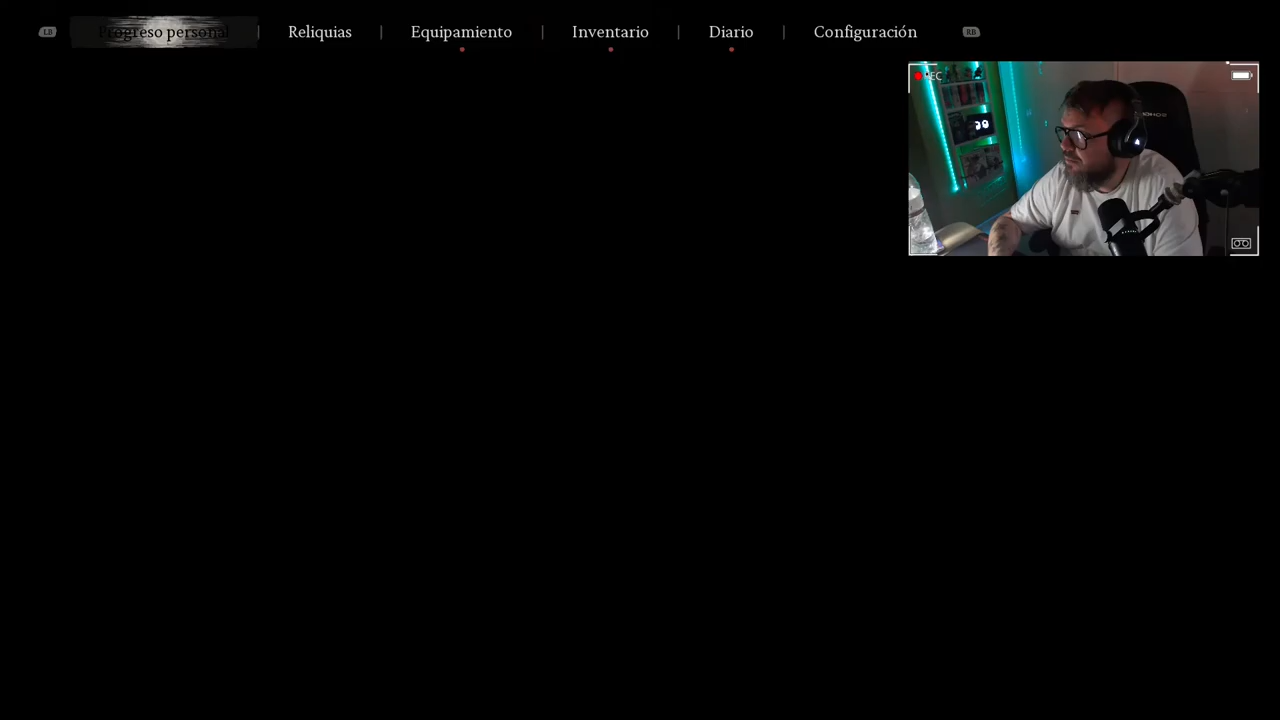 LB Progreso personal | Reliquias | Equipamiento | Inventario | Diario | Configuración RB
REC